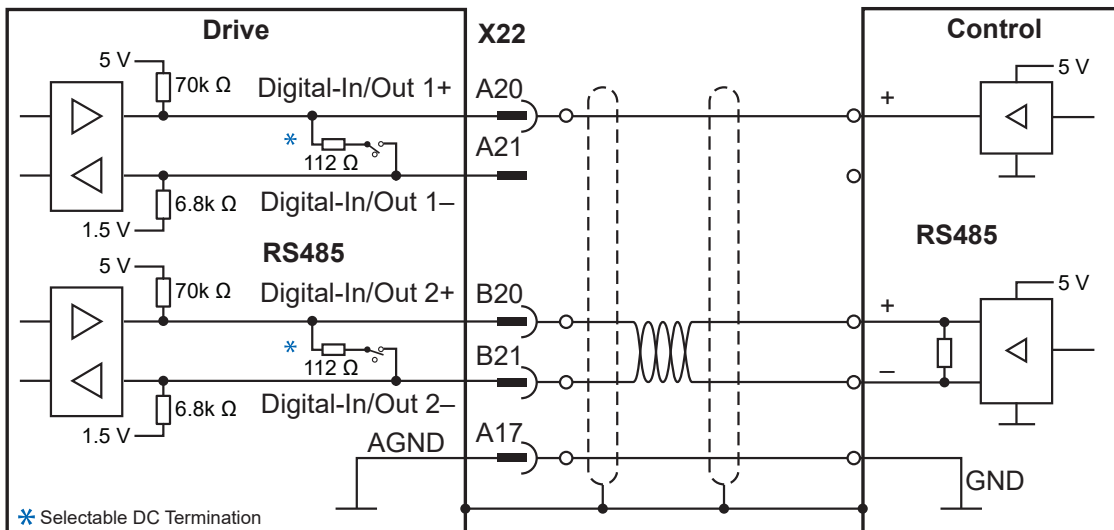 Drive
X22
Control
5 V
70k Ω
Digital-In/Out 1+
A20
+
5 V
*
112 Ω
A21
6.8k Ω
Digital-In/Out 1–
1.5 V
RS485
RS485
5 V
70k Ω
Digital-In/Out 2+
B20
+
5 V
*
112 Ω
B21
–
6.8k Ω
Digital-In/Out 2–
1.5 V
AGND
A17
GND
* Selectable DC Termination